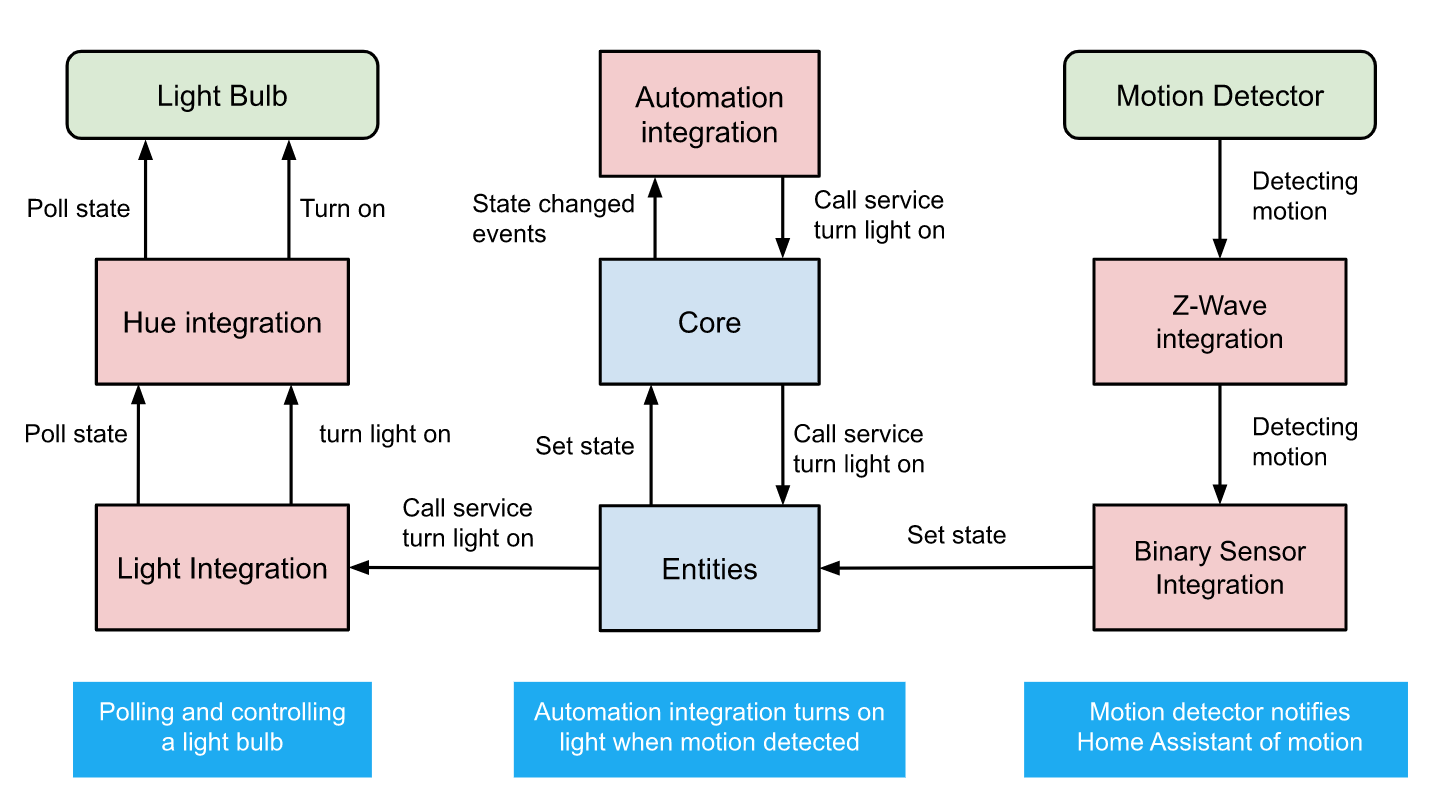 Light Bulb
Automation
integration
Motion Detector
Poll state
Turn on
State changed
events
Call service
turn light on
Detecting
motion
Hue integration
Core
Z-Wave
integration
Poll state
turn light on
Set state
Call service
turn light on
Detecting
motion
Light Integration
Call service
turn light on
Entities
Set state
Binary Sensor
Integration
Polling and controlling
a light bulb
Automation integration turns on
light when motion detected
Motion detector notifies
Home Assistant of motion